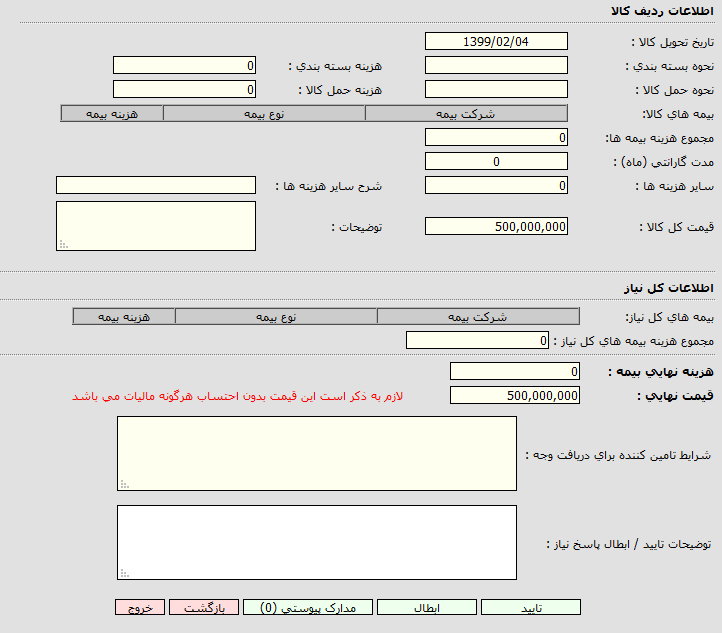 اطلاعات رديف كالا
تاريخ تحويل كالا : 1399/02/04
نحوه بسته بندي : هزينه بسته بندي : 0
نحوه حمل كالا : هزينه حمل كالا : 0
بيمه هاي كالا: شركت بيمه نوع بيمه هزينه بيمه
مجموع هزينه بيمه ها: 0
مدت گارانتي (ماه) : 0
ساير هزينه ها : 0 شرح ساير هزينه ها :
قيمت كل كالا : 500,000,000 توضيحات :
اطلاعات كل نياز
بيمه هاي كل نياز: شركت بيمه نوع بيمه هزينه بيمه
مجموع هزينه بيمه هاي كل نياز : 0
هزينه نهايي بيمه : 0
قيمت نهايي : 500,000,000 لازم به ذكر است اين قيمت بدون احتساب هرگونه ماليات مي باشد
شرايط تامين كننده براي دريافت وجه :
توضيحات تاييد / ابطال پاسخ نياز :
تاييد ابطال مدارک پيوستي (0) بازگشت خروج